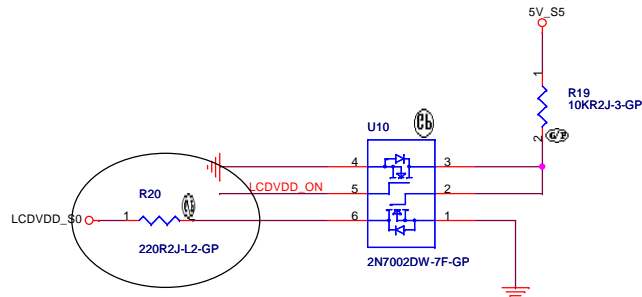 5V_S5
1
R19
10KR2J-3-GP
2
U10
4
3
LCDVDD_ON
5
2
R20
LCDVDD_S0
1
6
1
220R2J-L2-GP
2N7002DW-7F-GP